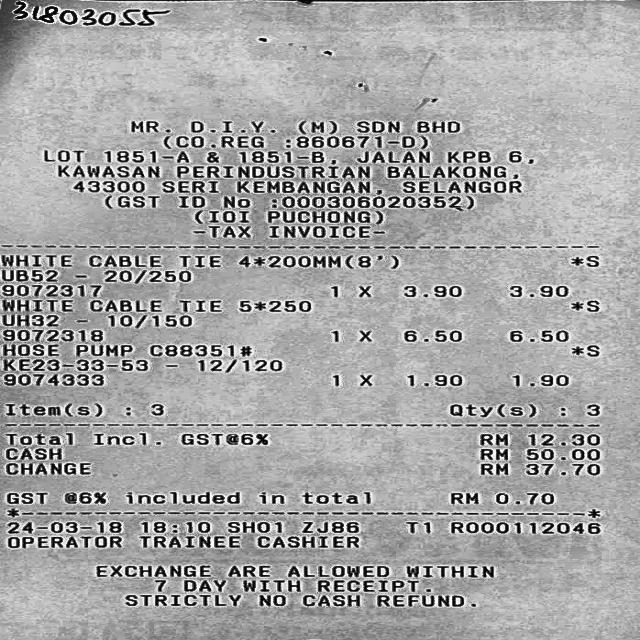 31803055
MR. D.I.Y. (M) SDN BHD
(CO.REG :860671-D)
LOT 1851-A & 1851-B, JALAN KPB 6,
KAWASAN PERINDUSTRIAN BALAKONG,
43300 SERI KEMBANGAN, SELANGOR
(GST ID No :000306020352)
(IOI PUCHONG)
-TAX INVOICE-
WHITE CABLE TIE 4*200MM(8') *S
UB52 - 20/250
9072317 1 X 3.90 3.90
WHITE CABLE TIE 5*250 *S
UH32 - 10/150
9072318 1 X 6.50 6.50
HOSE PUMP C88351# *S
KE23-33-53 - 12/120
9074333 1 X 1.90 1.90
Item(s) : 3 Qty(s) : 3
Total Incl. GST@6% RM 12.30
CASH RM 50.00
CHANGE RM 37.70
GST @6% included in total RM 0.70
24-03-18 18:10 SH01 ZJ86 T1 R000112046
OPERATOR TRAINEE CASHIER
EXCHANGE ARE ALLOWED WITHIN
7 DAY WITH RECEIPT.
STRICTLY NO CASH REFUND.